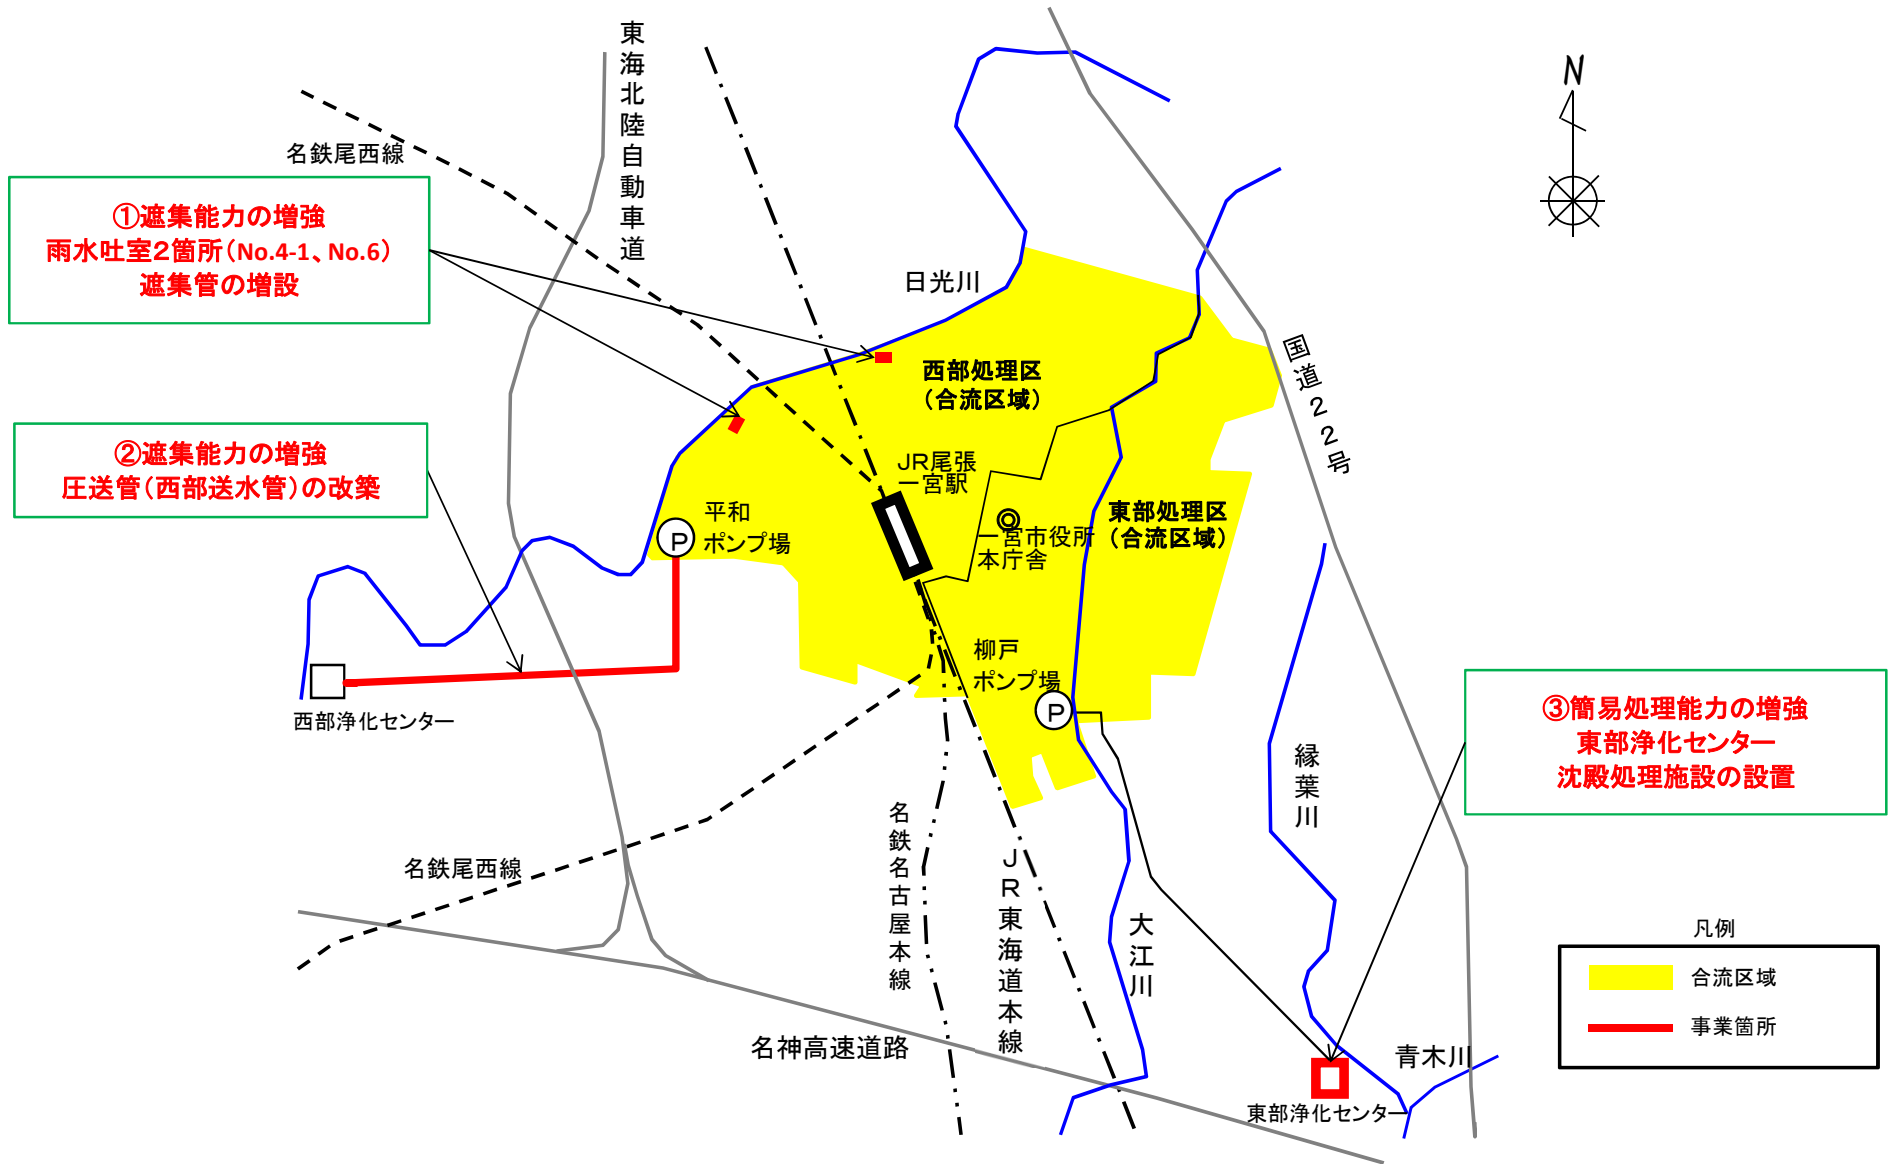 東海北陸自動車道
N
名鉄尾西線
①遮集能力の増強
雨水吐室2箇所(No.4-1、No.6)
遮集管の増設
日光川
国道22号
西部処理区
(合流区域)
②遮集能力の増強
圧送管(西部送水管)の改築
JR尾張
一宮駅
平和
ポンプ場
P
一宮市役所
本庁舎
東部処理区
(合流区域)
柳戸
ポンプ場
P
西部浄化センター
③簡易処理能力の増強
東部浄化センター
沈殿処理施設の設置
縁葉川
名鉄尾西線
名鉄名古屋本線
JR東海道本線
大江川
名神高速道路
青木川
東部浄化センター
凡例
合流区域
事業箇所